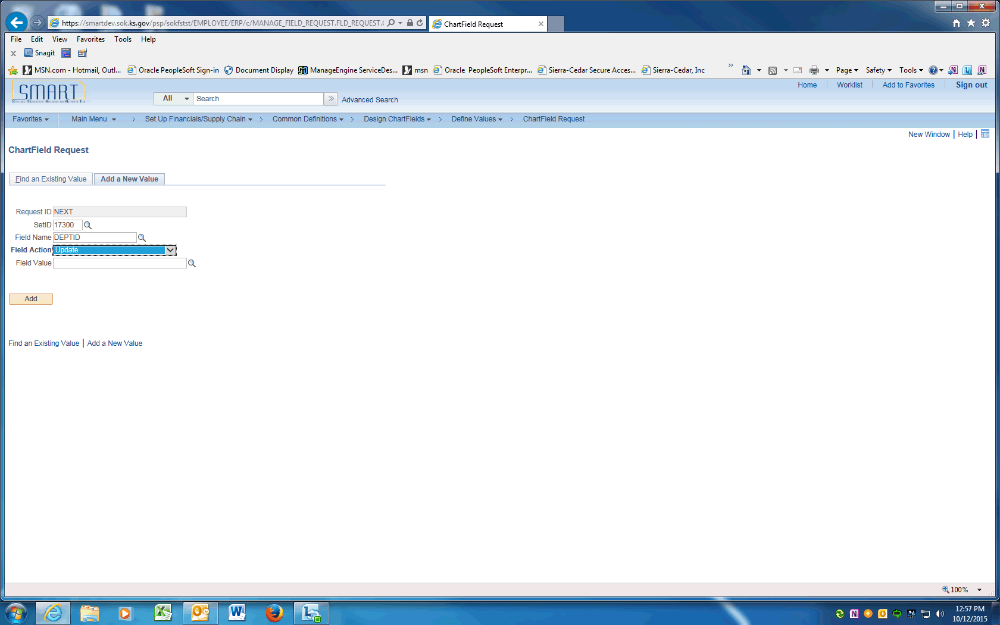 https://smartdev.sok.ks.gov/psp/sokfstst/EMPLOYEE/ERP/c/MANAGE_FIELD_REQUEST.FLD_REQUEST.
ChartField Request
File Edit View Favorites Tools Help
x Snagit
MSN.com - Hotmail, Outl... Oracle PeopleSoft Sign-in Document Display ManageEngine ServiceDes... msn Oracle PeopleSoft Enterpr... Sierra-Cedar Secure Acces... Sierra-Cedar, Inc » Page Safety Tools
SMART
Home Worklist Add to Favorites Sign out
All Search » Advanced Search
Favorites Main Menu > Set Up Financials/Supply Chain > Common Definitions > Design ChartFields > Define Values > ChartField Request
New Window | Help |
ChartField Request
Find an Existing Value Add a New Value
Request ID NEXT
SetID 17300
Field Name DEPTID
Field Action Update
Field Value
Add
Find an Existing Value | Add a New Value
100%
12:57 PM
10/12/2015